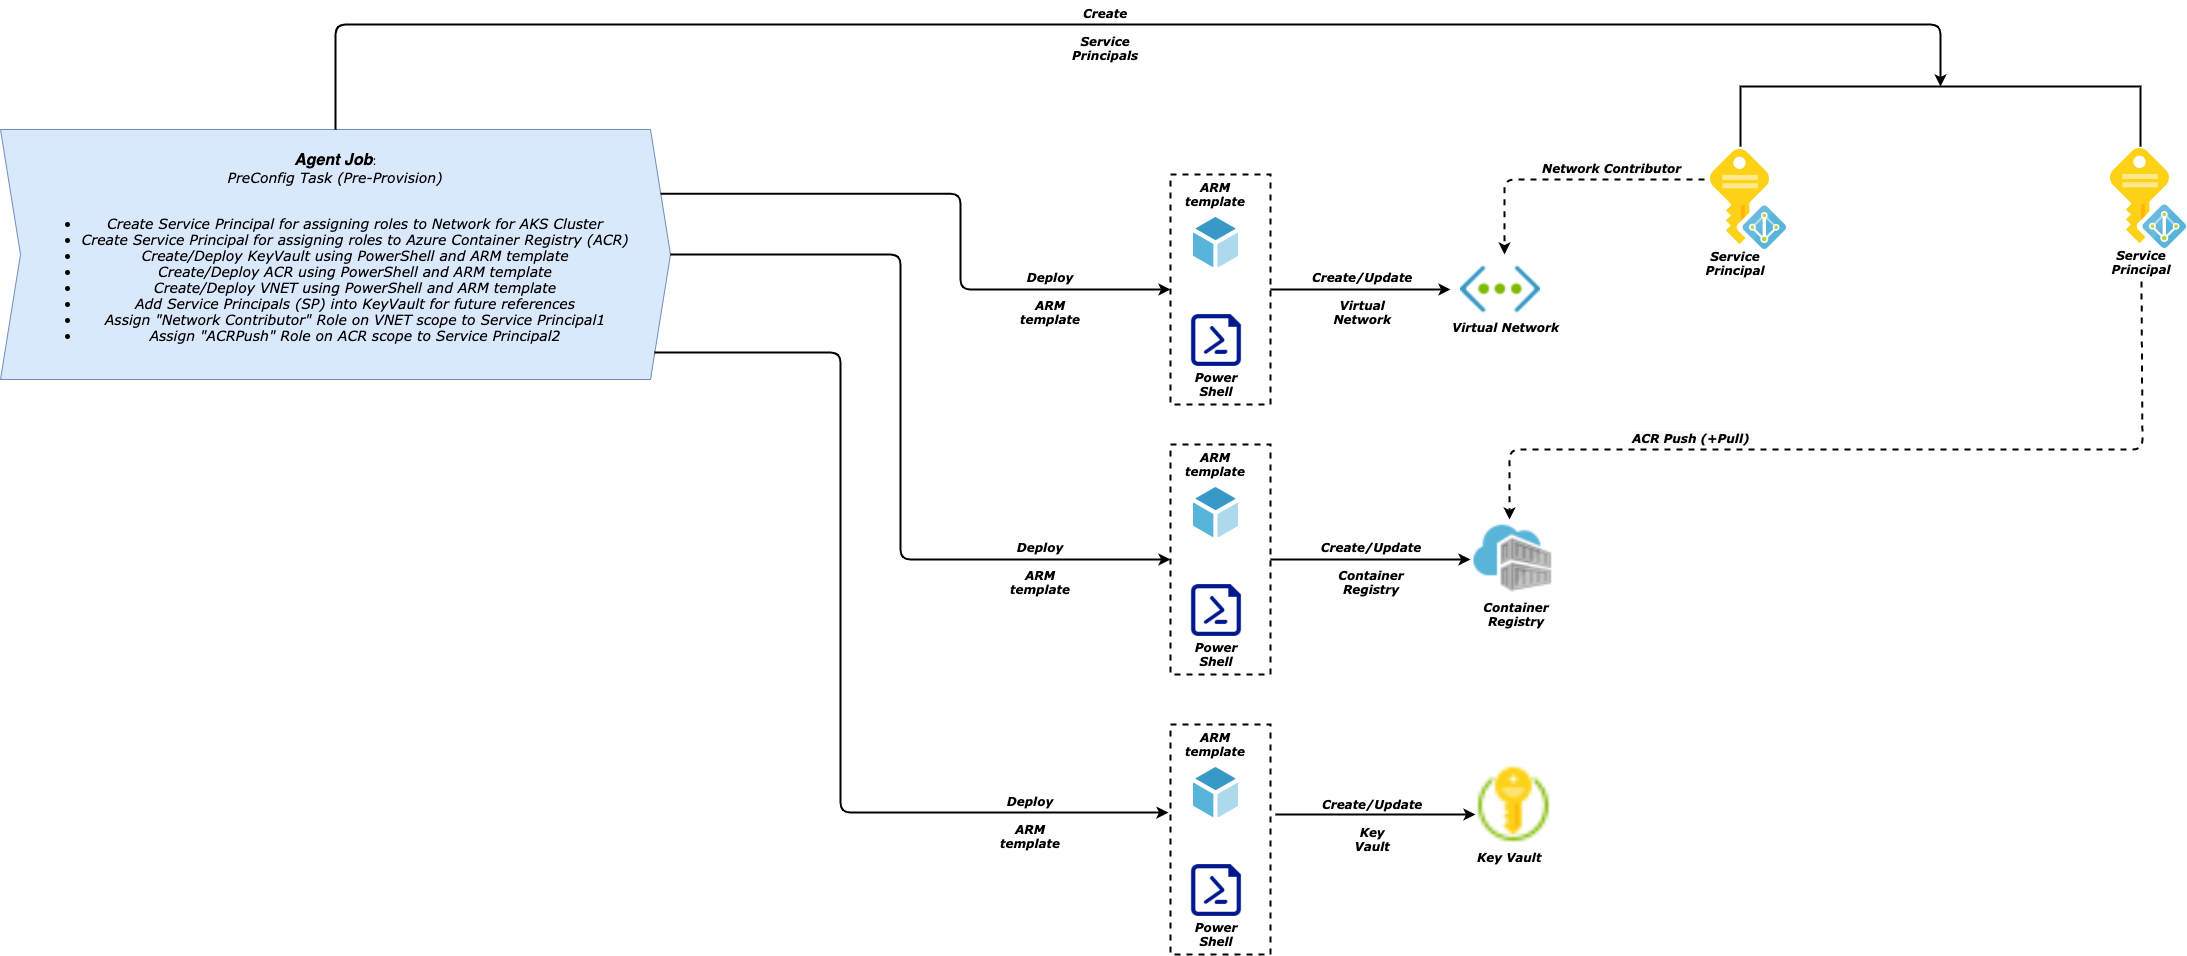 Create
Service
Principals
Agent Job:
PreConfig Task (Pre-Provision)
• Create Service Principal for assigning roles to Network for AKS Cluster
• Create Service Principal for assigning roles to Azure Container Registry (ACR)
• Create/Deploy KeyVault using PowerShell and ARM template
• Create/Deploy ACR using PowerShell and ARM template
• Create/Deploy VNET using PowerShell and ARM template
• Add Service Principals (SP) into KeyVault for future references
• Assign "Network Contributor" Role on VNET scope to Service Principal1
• Assign "ACRPush" Role on ACR scope to Service Principal2
Deploy
ARM
template
ARM
template
Power
Shell
Create/Update
Virtual
Network
Virtual Network
Network Contributor
Service
Principal
Service
Principal
ACR Push (+Pull)
Deploy
ARM
template
ARM
template
Power
Shell
Create/Update
Container
Registry
Container
Registry
Deploy
ARM
template
ARM
template
Power
Shell
Create/Update
Key
Vault
Key Vault